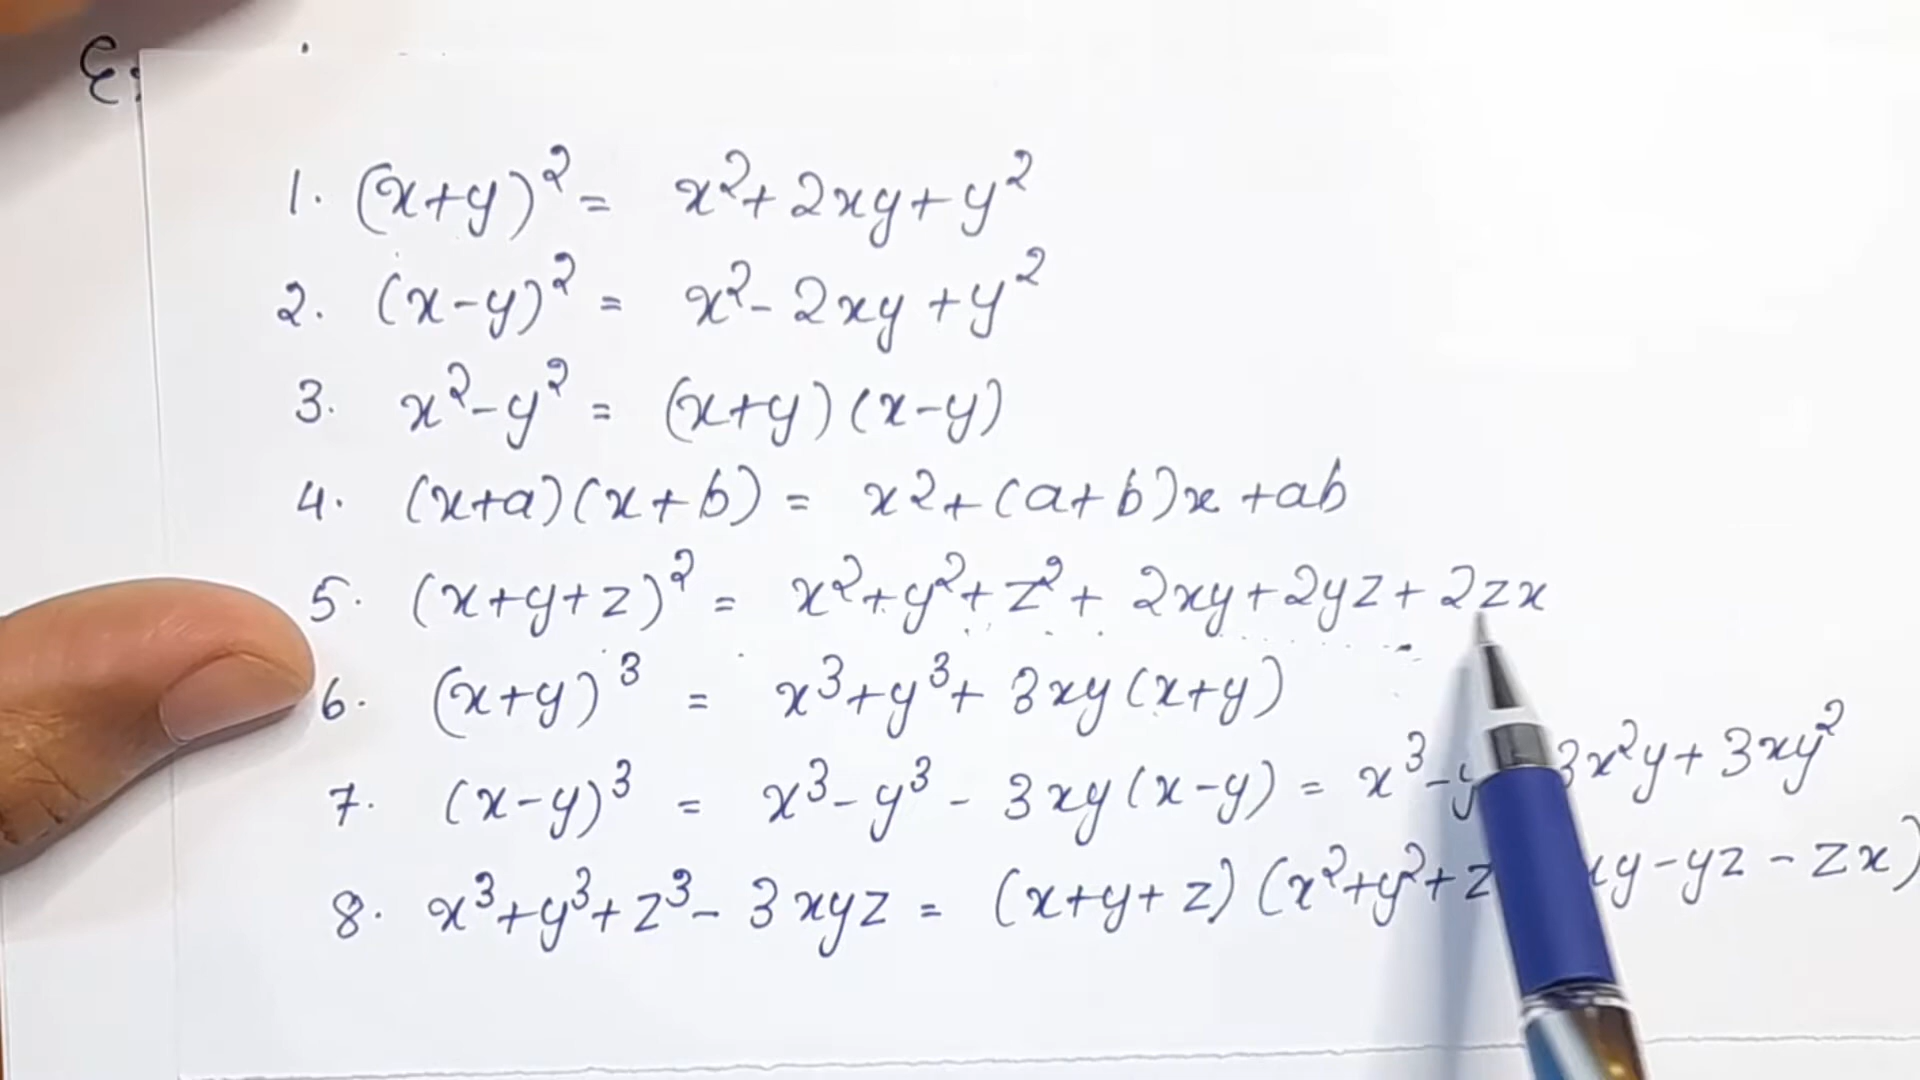 Ex
1. (x+y)² = x²+2xy+y²
2. (x-y)² = x²-2xy+y²
3. x²-y² = (x+y)(x-y)
4. (x+a)(x+b) = x2+(a+b)x+ab
5. (x+y+z)² = x²+y²+z²+2xy+2yz+2zx
6. (x+y)³ = x³+y³+3xy(x+y)
7. (x-y)³ = x³-y³-3xy(x-y) = x³-y 3x²y+3xy²
8. x³+y³+z³-3xyz = (x+y+z)(x²+y²+z xy-yz-zx)